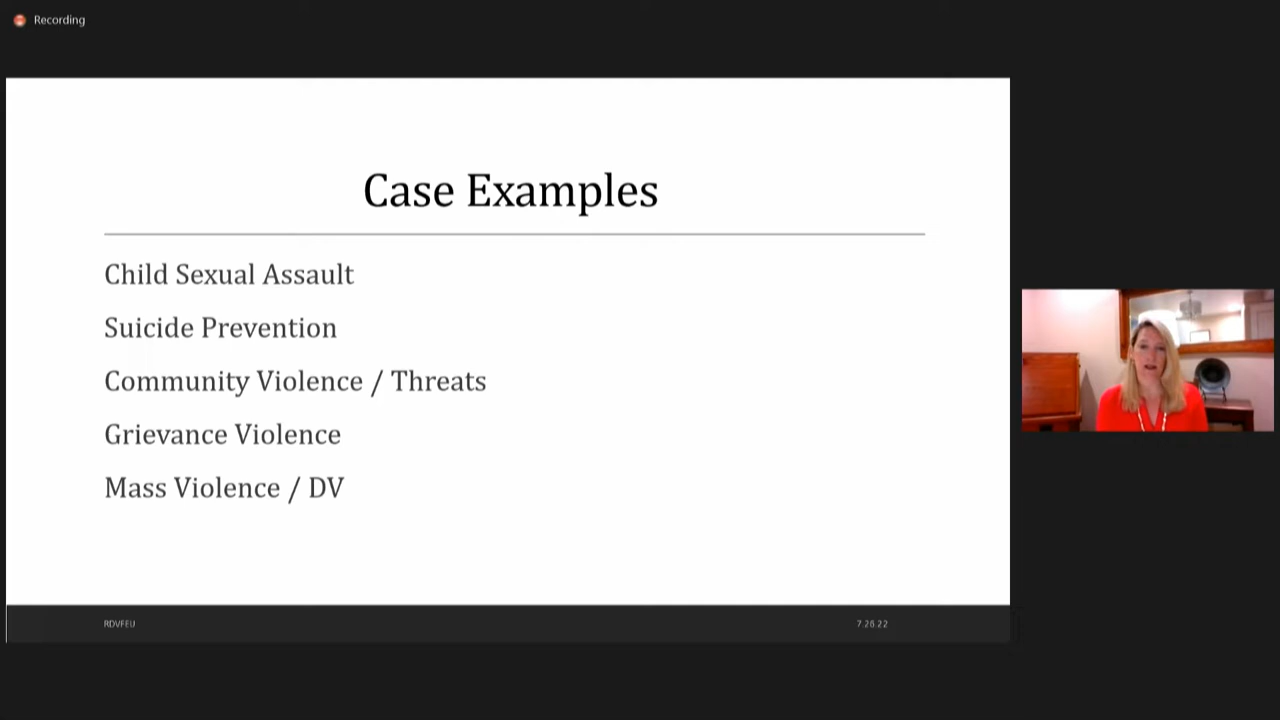 Recording
Case Examples
Child Sexual Assault
Suicide Prevention
Community Violence / Threats
Grievance Violence
Mass Violence / DV
RDVFEU
7.26.22